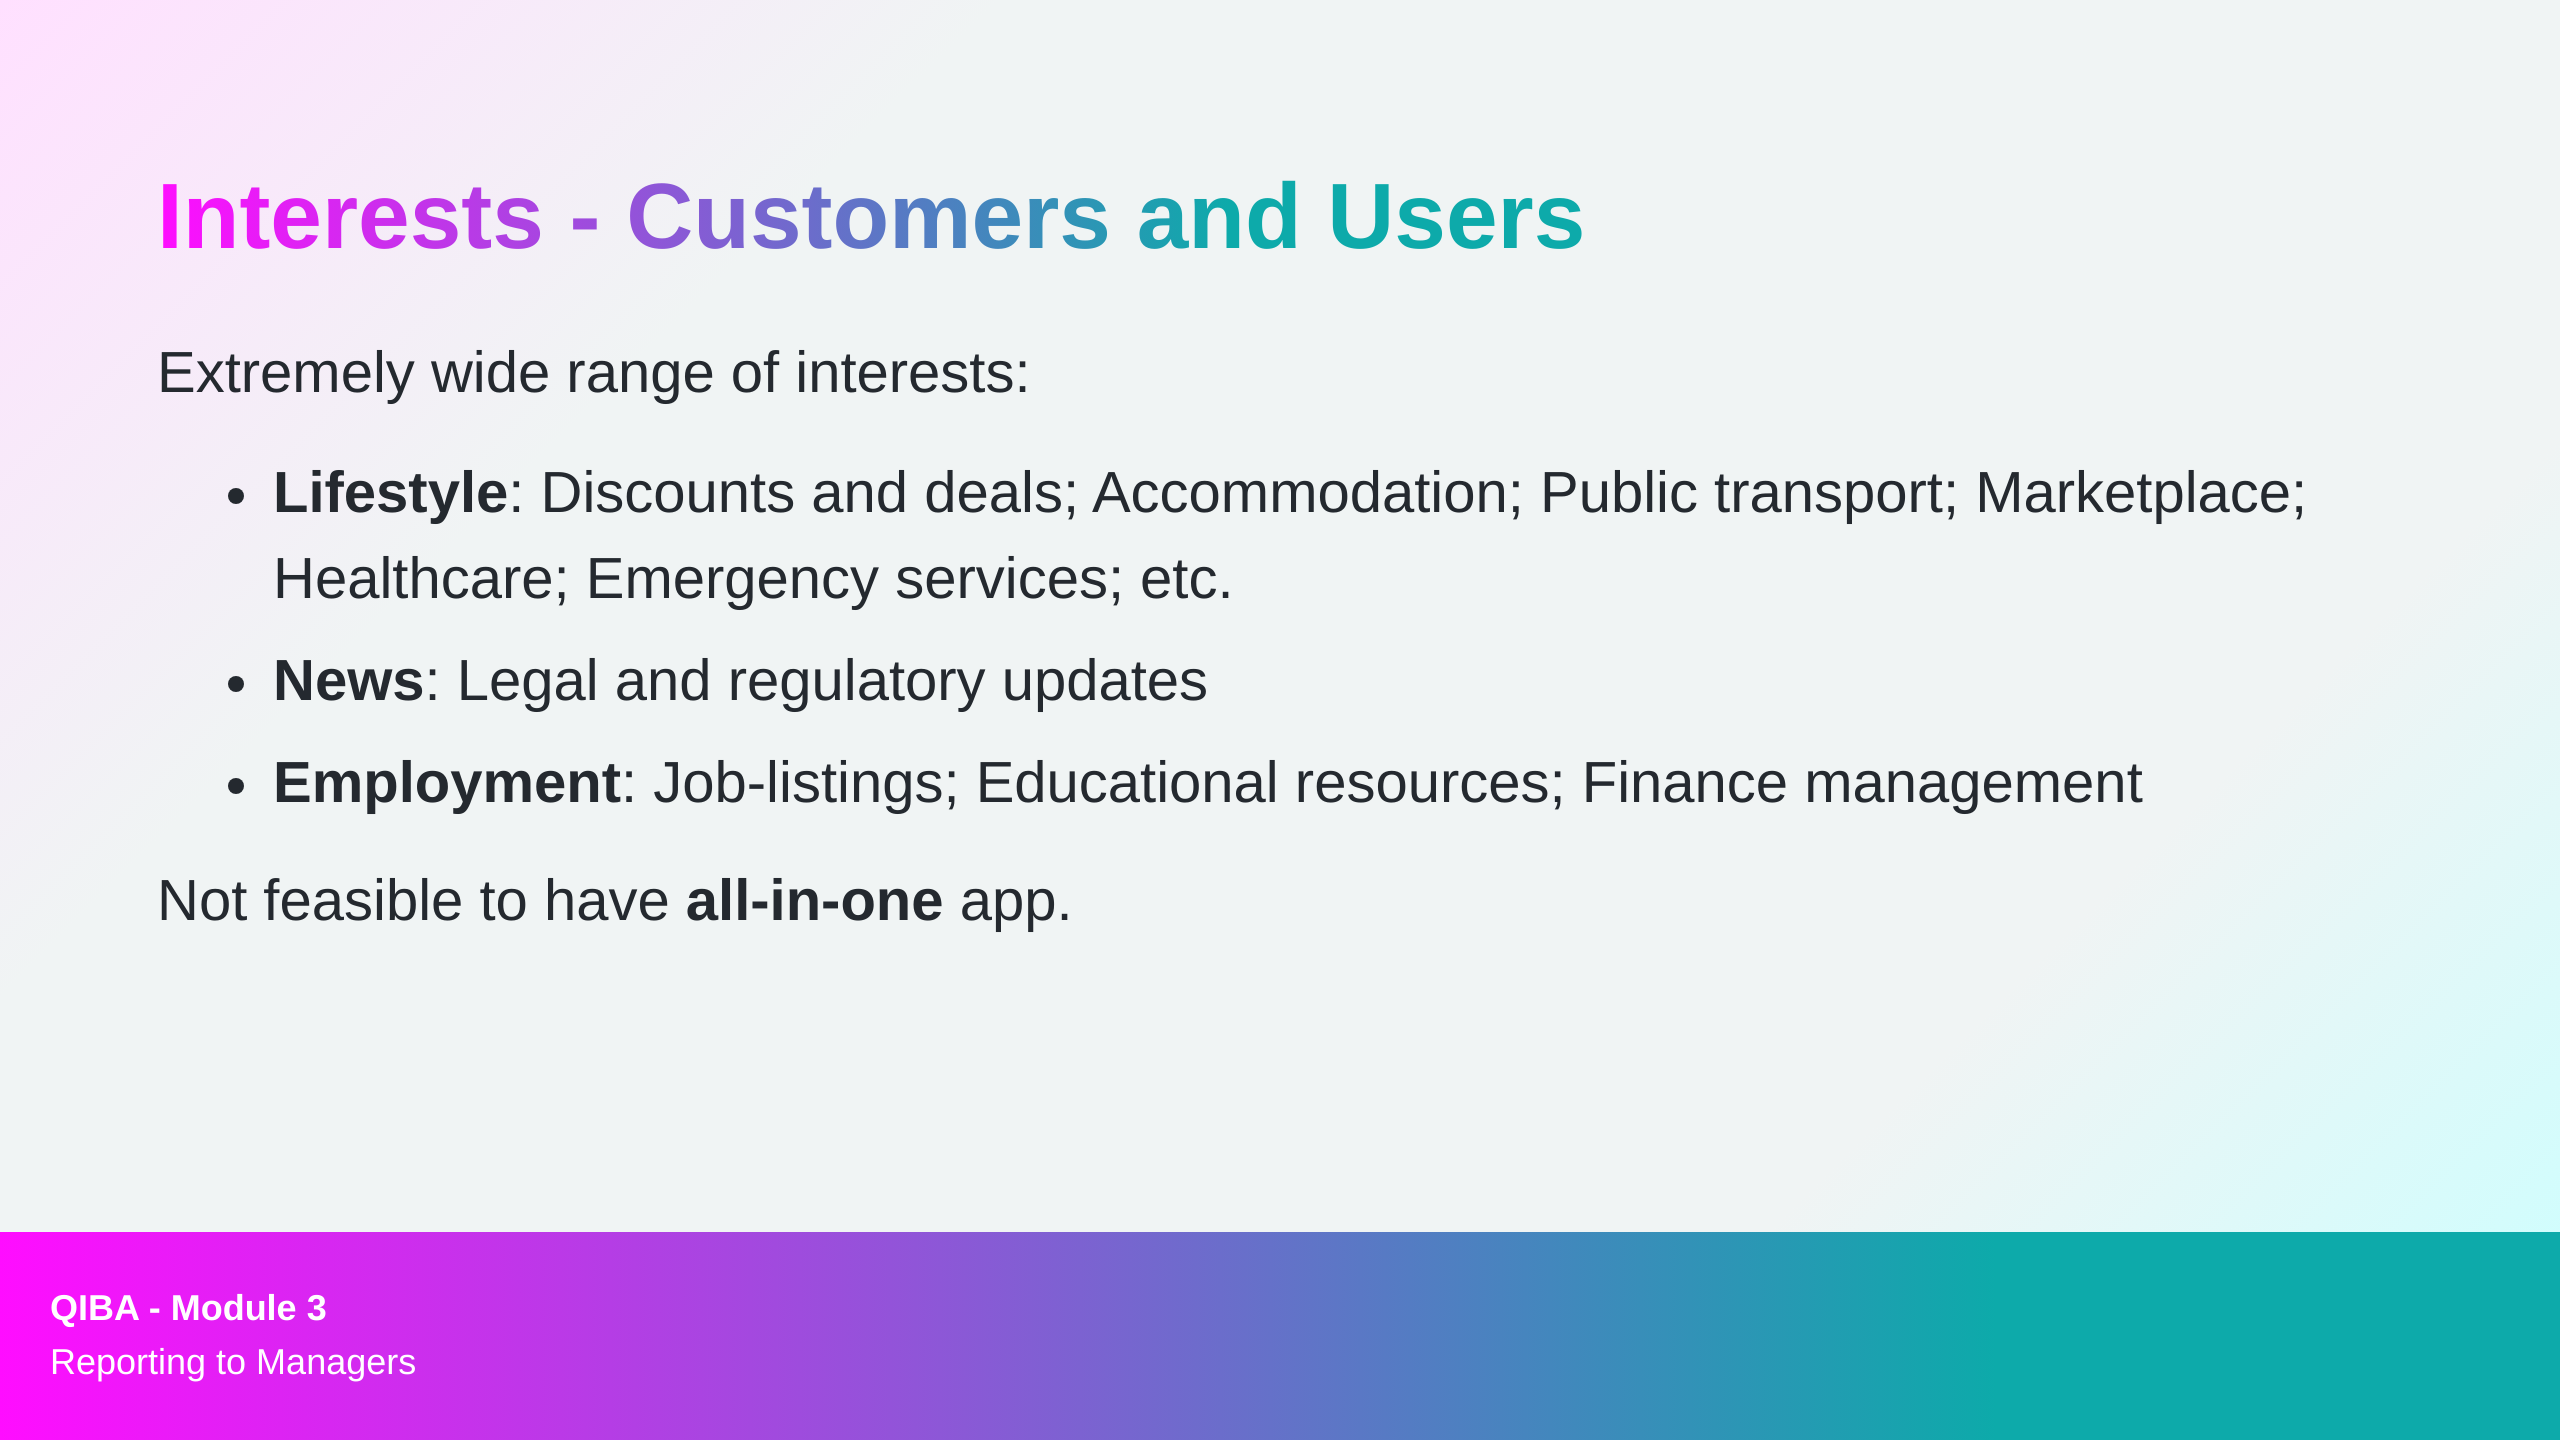 Interests - Customers and Users
Extremely wide range of interests:
• Lifestyle: Discounts and deals; Accommodation; Public transport; Marketplace;
Healthcare; Emergency services; etc.
• News: Legal and regulatory updates
• Employment: Job-listings; Educational resources; Finance management
Not feasible to have all-in-one app.
QIBA - Module 3
Reporting to Managers